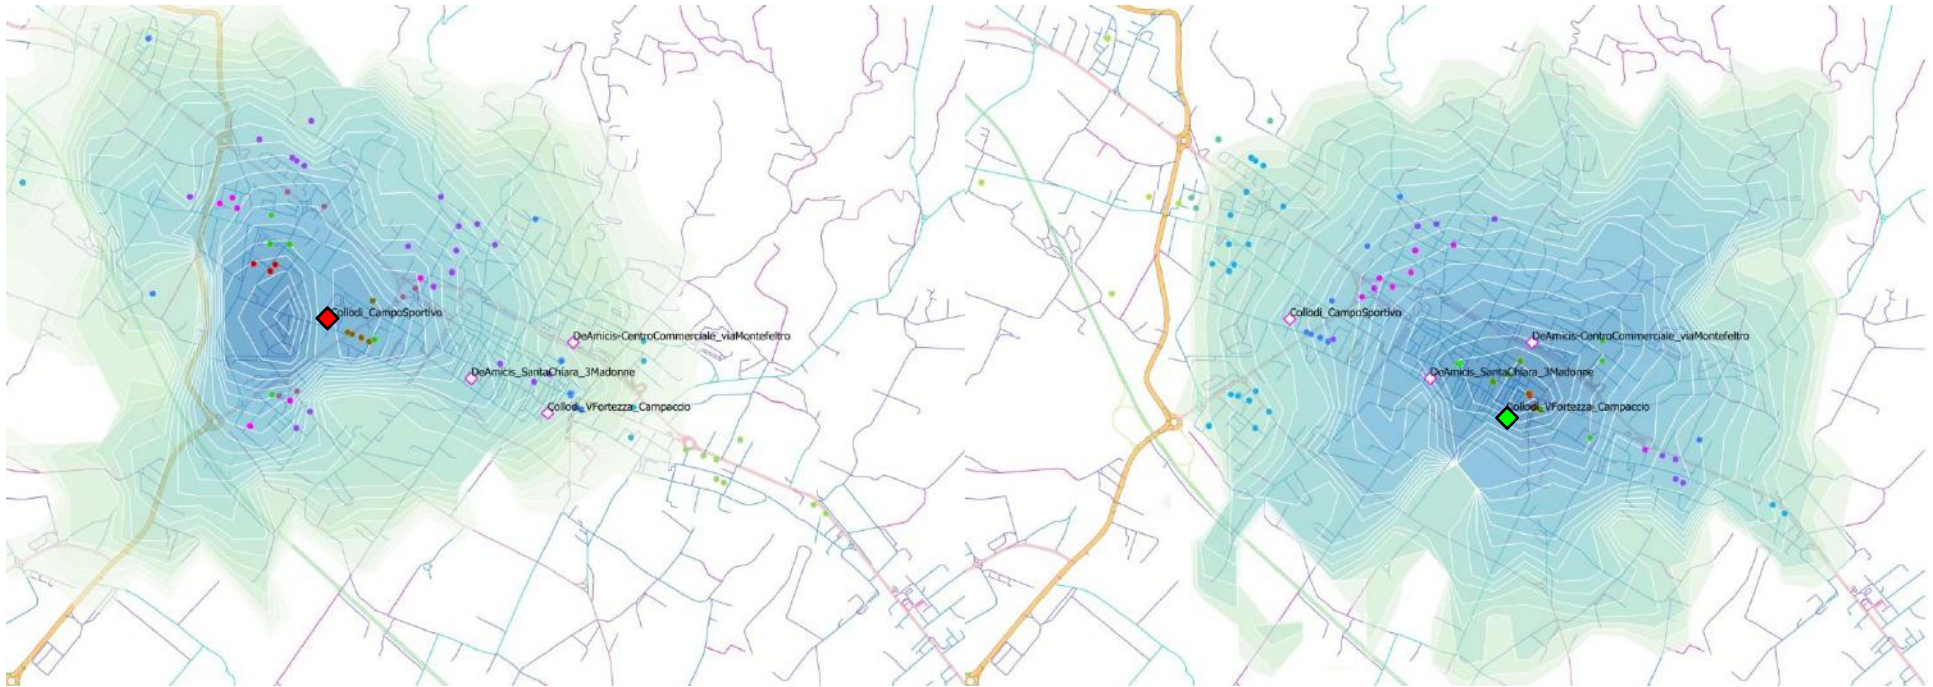 Collodi_CampoSportivo
DeAmicis-CentroCommerciale_viaMontefeltro
DeAmicis_SantaChiara_3Madonne
Collodi_VFortezza_Campaccio
Collodi_CampoSportivo
DeAmicis-CentroCommerciale_viaMontefeltro
DeAmicis_SantaChiara_3Madonne
Collodi_VFortezza_Campaccio